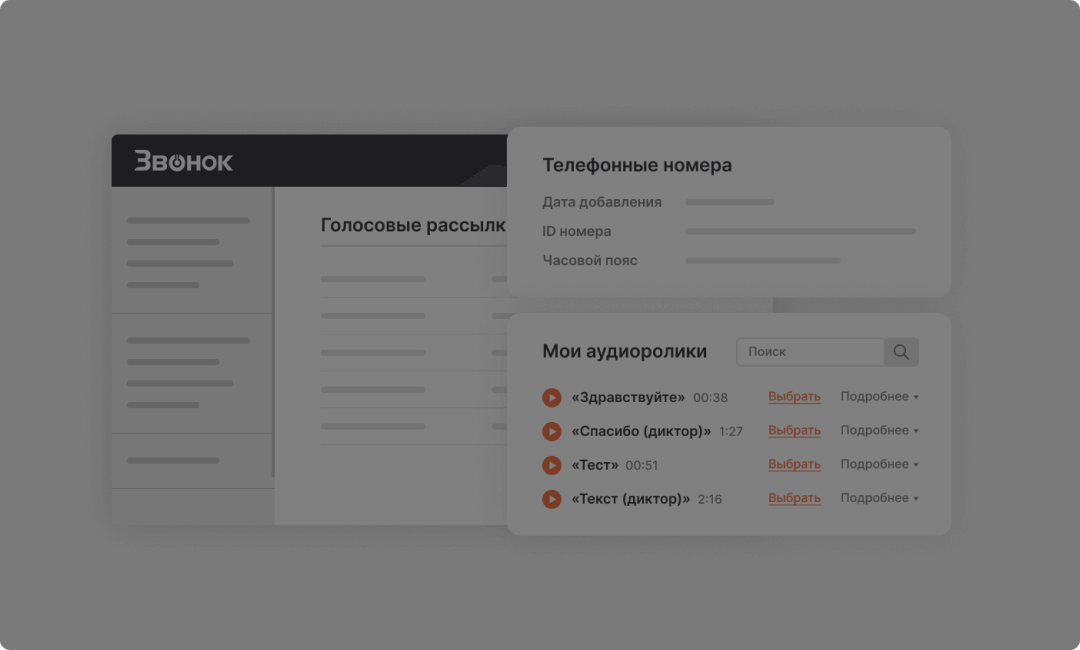 Звонок
Голосовые рассылк
Телефонные номера
Дата добавления
ID номера
Часовой пояс
Мои аудиоролики
Поиск
«Здравствуйте» 00:38 Выбрать Подробнее
«Спасибо (диктор)» 1:27 Выбрать Подробнее
«Тест» 00:51 Выбрать Подробнее
«Текст (диктор)» 2:16 Выбрать Подробнее